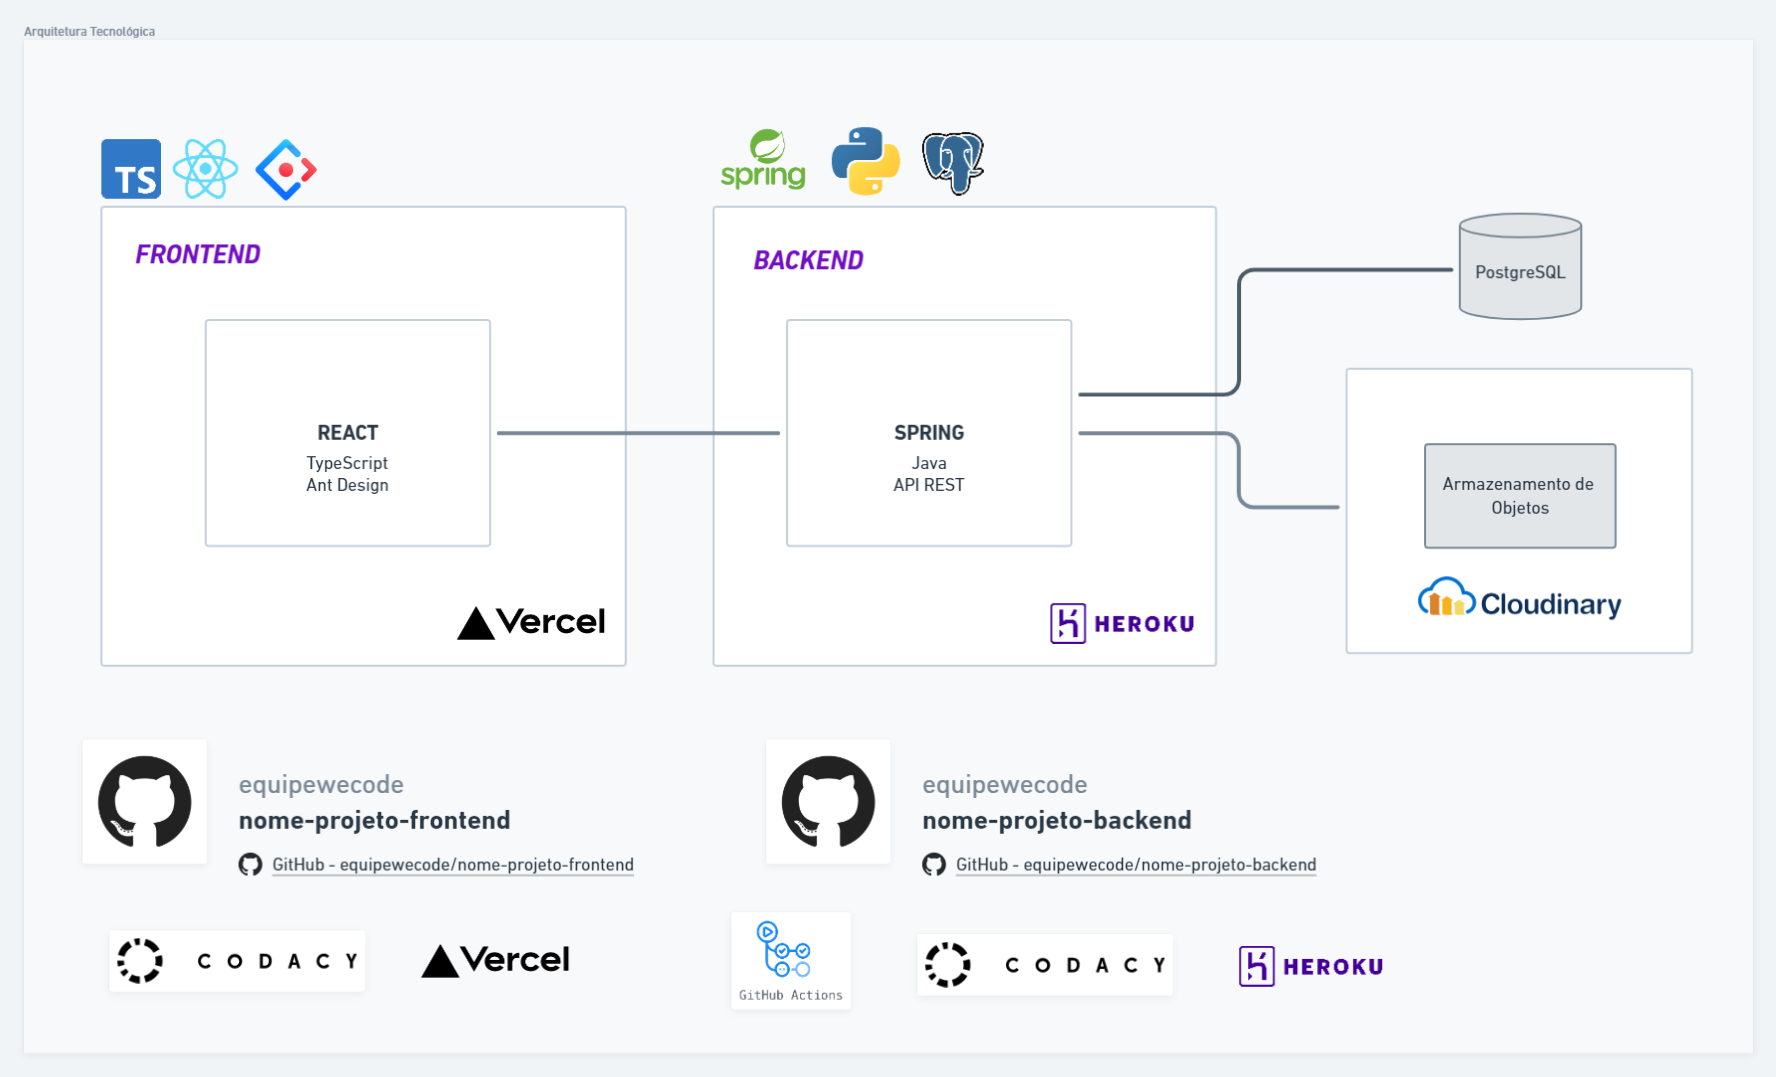 Arquitetura Tecnológica
TS
spring
FRONTEND
REACT
TypeScript
Ant Design
Vercel
BACKEND
SPRING
Java
API REST
HEROKU
PostgreSQL
Armazenamento de
Objetos
Cloudinary
equipewecode
nome-projeto-frontend
GitHub - equipewecode/nome-projeto-frontend
CODACY
Vercel
equipewecode
nome-projeto-backend
GitHub - equipewecode/nome-projeto-backend
GitHub Actions
CODACY
HEROKU